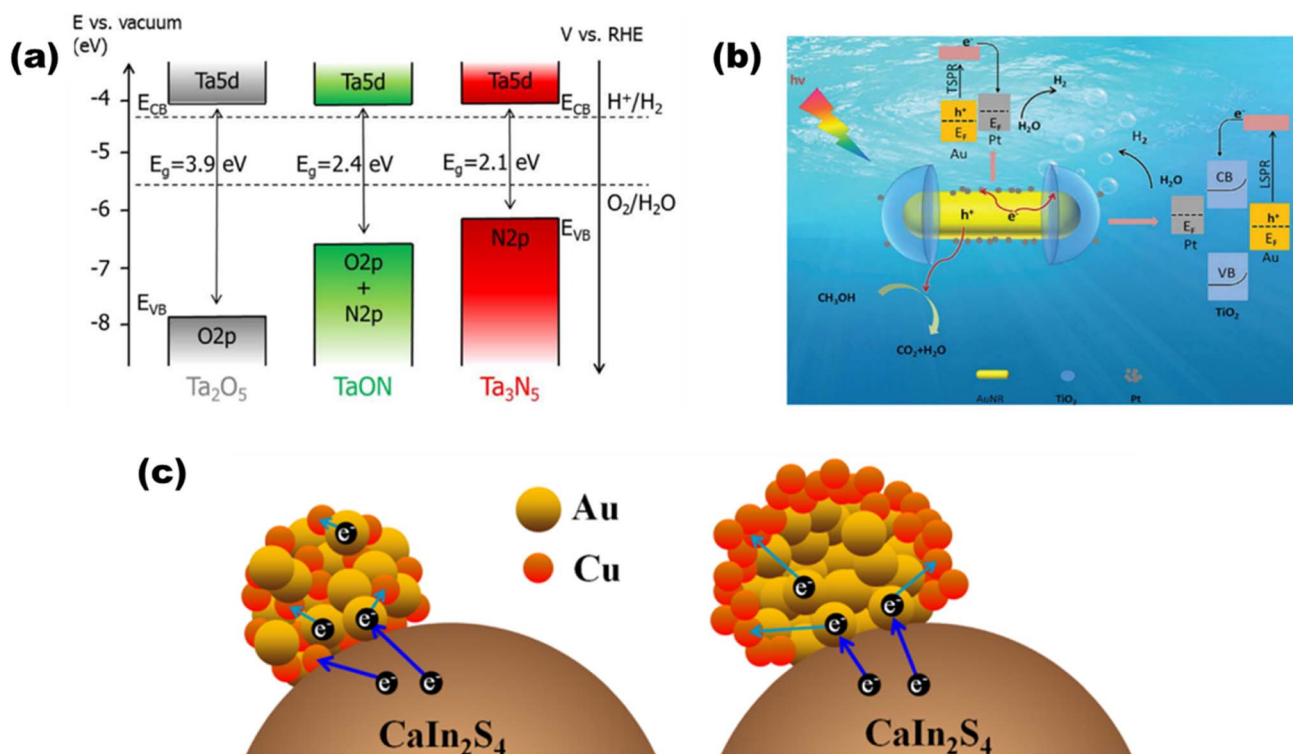 (a)
E vs. vacuum
(eV)
V vs. RHE
-4
-5
-6
-7
-8
Ta5d
Ta5d
Ta5d
E_CB
E_CB
H⁺/H₂
E_g=3.9 eV
E_g=2.4 eV
E_g=2.1 eV
O₂/H₂O
E_VB
E_VB
O2p
O2p
+
N2p
N2p
Ta₂O₅
TaON
Ta₃N₅
(b)
hν
e⁻
TSPR
h⁺
E_F
Au
E_F
Pt
H₂
H₂O
h⁺
e⁻
CH₃OH
CO₂+H₂O
H₂
H₂O
E_F
Pt
e⁻
CB
VB
TiO₂
LSPR
h⁺
E_F
Au
AuNR
TiO₂
Pt
(c)
Au
Cu
e⁻
e⁻
e⁻
e⁻
e⁻
CaIn₂S₄
e⁻
e⁻
e⁻
e⁻
e⁻
CaIn₂S₄